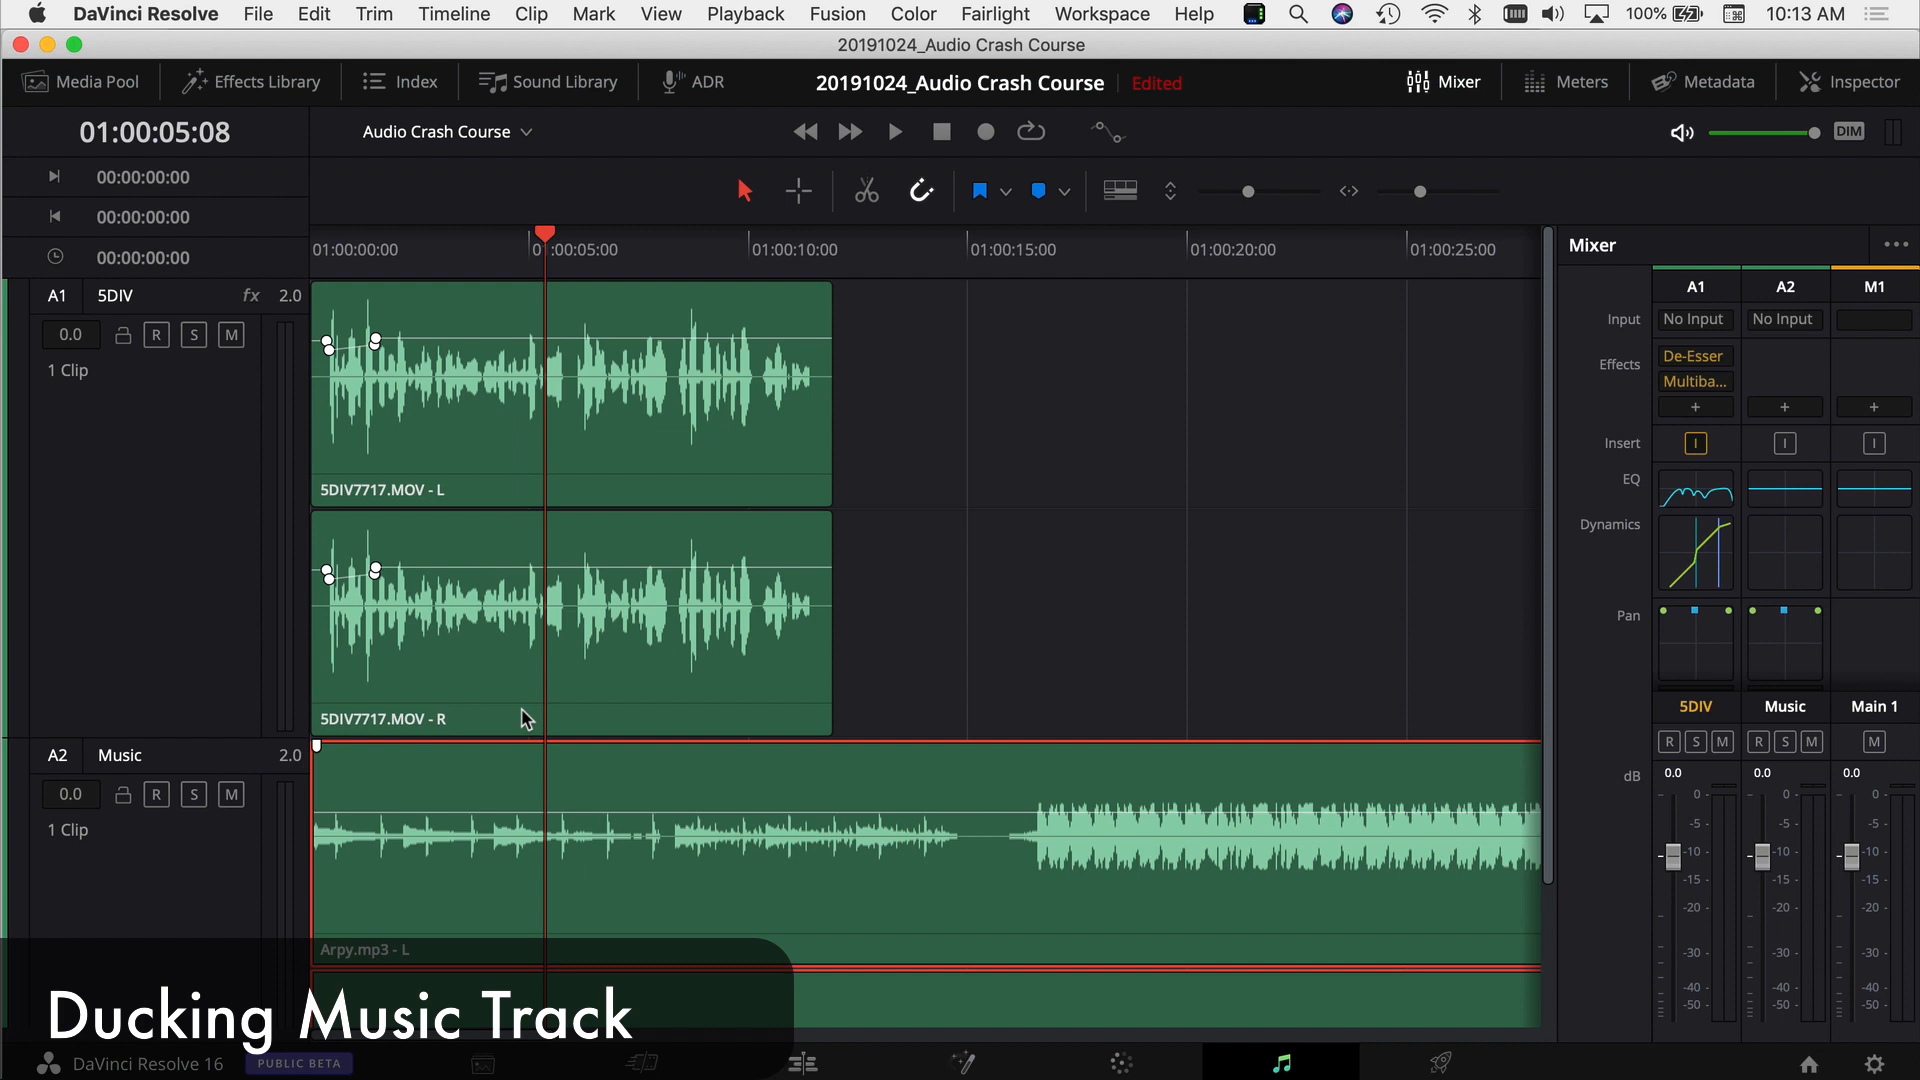 DaVinci Resolve File Edit Trim Timeline Clip Mark View Playback Fusion Color Fairlight Workspace Help 100% 10:13 AM
20191024_Audio Crash Course
Media Pool Effects Library Index Sound Library ADR 20191024_Audio Crash Course Edited Mixer Meters Metadata Inspector
01:00:05:08 Audio Crash Course DIM
00:00:00:00
00:00:00:00
00:00:00:00
01:00:00:00 01:00:05:00 01:00:10:00 01:00:15:00 01:00:20:00 01:00:25:00
Mixer
A1 5DIV fx 2.0
0.0 R S M
1 Clip
5DIV7717.MOV - L
5DIV7717.MOV - R
A2 Music 2.0
0.0 R S M
1 Clip
Arpy.mp3 - L
A1 A2 M1
Input No Input No Input
Effects De-Esser
Multiba...
+ + +
Insert I I I
EQ
Dynamics
Pan
5DIV Music Main 1
R S M R S M M
dB 0.0 0.0 0.0
0 0 0
-5 -5 -5
-10 -10 -10
-15 -15 -15
-20 -20 -20
-30 -30 -30
-40 -40 -40
-50 -50 -50
Ducking Music Track
DaVinci Resolve 16 PUBLIC BETA